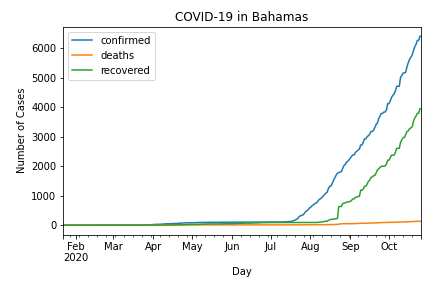 COVID-19 in Bahamas
confirmed
deaths
recovered
6000
5000
4000
3000
2000
1000
0
Number of Cases
Feb Mar Apr May Jun Jul Aug Sep Oct
2020
Day